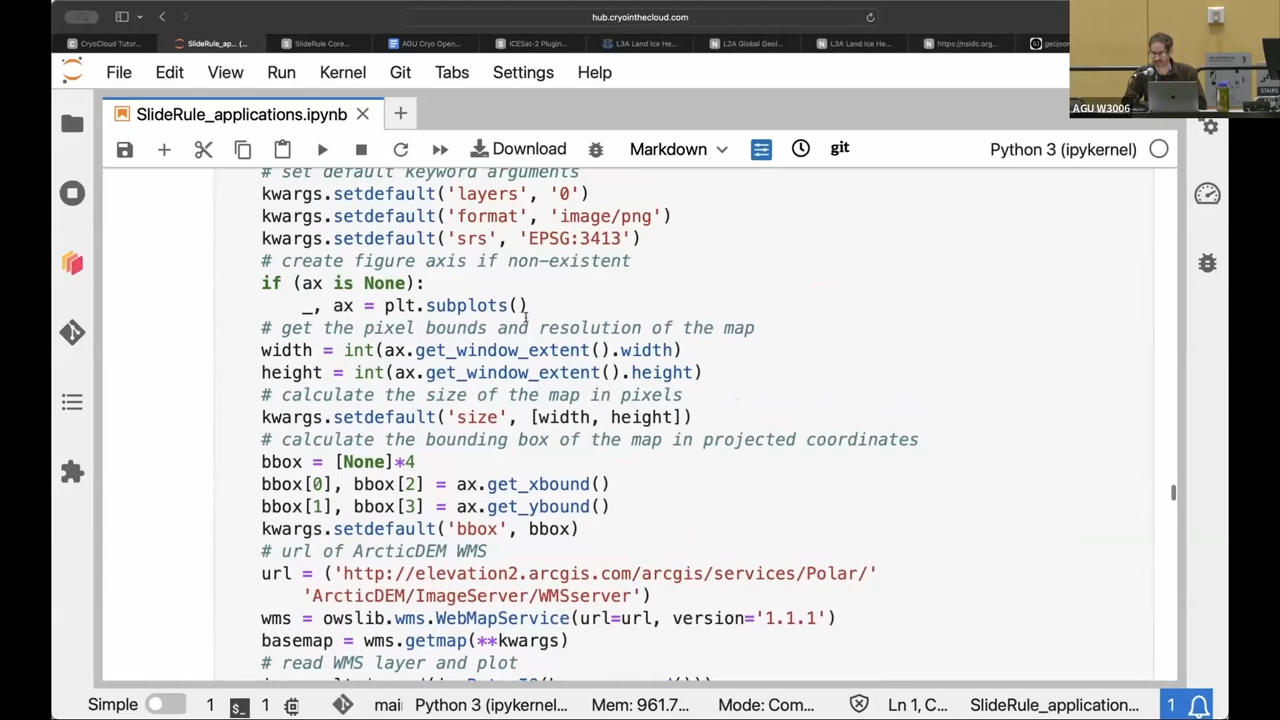 hub.cryointhecloud.com
CryoCloud Tutor...
SlideRule_ap... (...
SlideRule Core...
AGU Cryo Open...
ICESat-2 Plugin...
L3A Land Ice He...
L2A Global Geol...
L3A Land Ice He...
https://nsidc.org...
geojson
File Edit View Run Kernel Git Tabs Settings Help
AGU W3006
STAIRS
SlideRule_applications.ipynb
Download Markdown git Python 3 (ipykernel)
# set default keyword arguments
kwargs.setdefault('layers', '0')
kwargs.setdefault('format', 'image/png')
kwargs.setdefault('srs', 'EPSG:3413')
# create figure axis if non-existent
if (ax is None):
_, ax = plt.subplots()
# get the pixel bounds and resolution of the map
width = int(ax.get_window_extent().width)
height = int(ax.get_window_extent().height)
# calculate the size of the map in pixels
kwargs.setdefault('size', [width, height])
# calculate the bounding box of the map in projected coordinates
bbox = [None]*4
bbox[0], bbox[2] = ax.get_xbound()
bbox[1], bbox[3] = ax.get_ybound()
kwargs.setdefault('bbox', bbox)
# url of ArcticDEM WMS
url = ('http://elevation2.arcgis.com/arcgis/services/Polar/'
'ArcticDEM/ImageServer/WMSserver')
wms = owslib.wms.WebMapService(url=url, version='1.1.1')
basemap = wms.getmap(**kwargs)
# read WMS layer and plot
Simple 1 1 mai Python 3 (ipykernel... Mem: 961.7... Mode: Com... Ln 1, C... SlideRule_application... 1